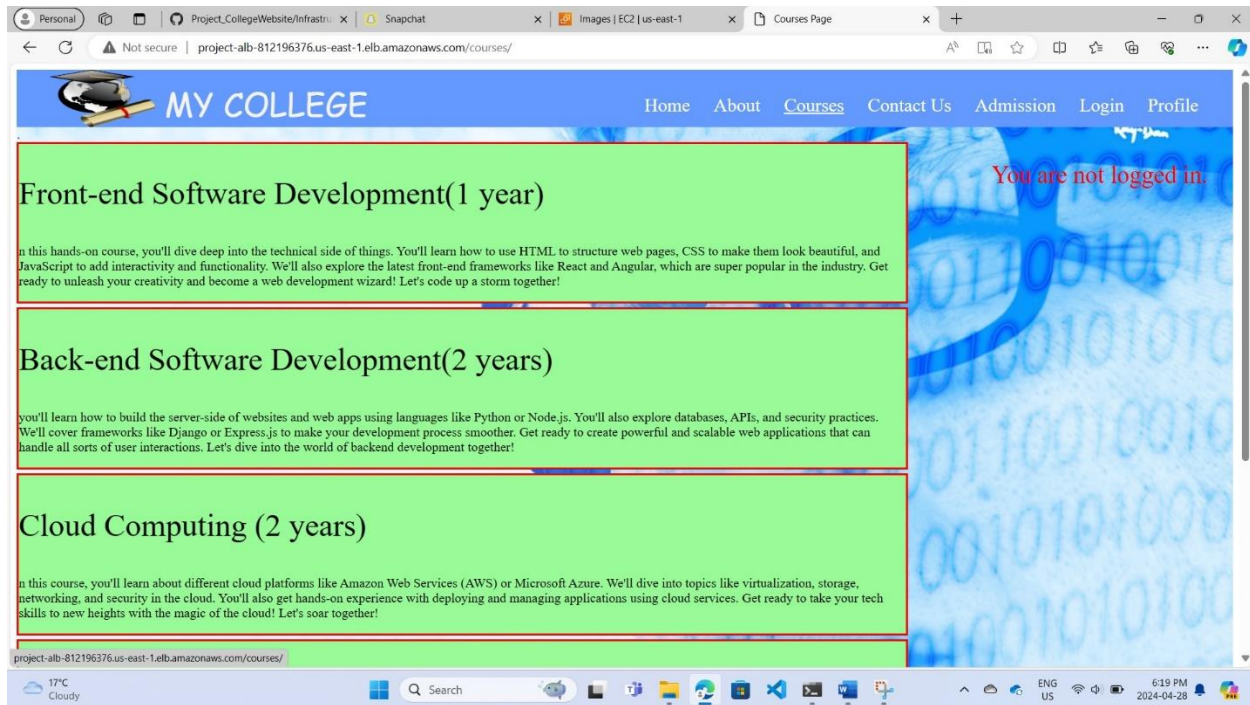 Personal
Project_CollegeWebsite/Infrastru
Snapchat
Images | EC2 | us-east-1
Courses Page
Not secure
project-alb-812196376.us-east-1.elb.amazonaws.com/courses/
MY COLLEGE
Home About Courses Contact Us Admission Login Profile
You are not logged in.
Front-end Software Development(1 year)
n this hands-on course, you'll dive deep into the technical side of things. You'll learn how to use HTML to structure web pages, CSS to make them look beautiful, and
JavaScript to add interactivity and functionality. We'll also explore the latest front-end frameworks like React and Angular, which are super popular in the industry. Get
ready to unleash your creativity and become a web development wizard! Let's code up a storm together!
Back-end Software Development(2 years)
you'll learn how to build the server-side of websites and web apps using languages like Python or Node.js. You'll also explore databases, APIs, and security practices.
We'll cover frameworks like Django or Express.js to make your development process smoother. Get ready to create powerful and scalable web applications that can
handle all sorts of user interactions. Let's dive into the world of backend development together!
Cloud Computing (2 years)
n this course, you'll learn about different cloud platforms like Amazon Web Services (AWS) or Microsoft Azure. We'll dive into topics like virtualization, storage,
networking, and security in the cloud. You'll also get hands-on experience with deploying and managing applications using cloud services. Get ready to take your tech
skills to new heights with the magic of the cloud! Let's soar together!
project-alb-812196376.us-east-1.elb.amazonaws.com/courses/
17°C
Cloudy
Search
ENG
US
6:19 PM
2024-04-28